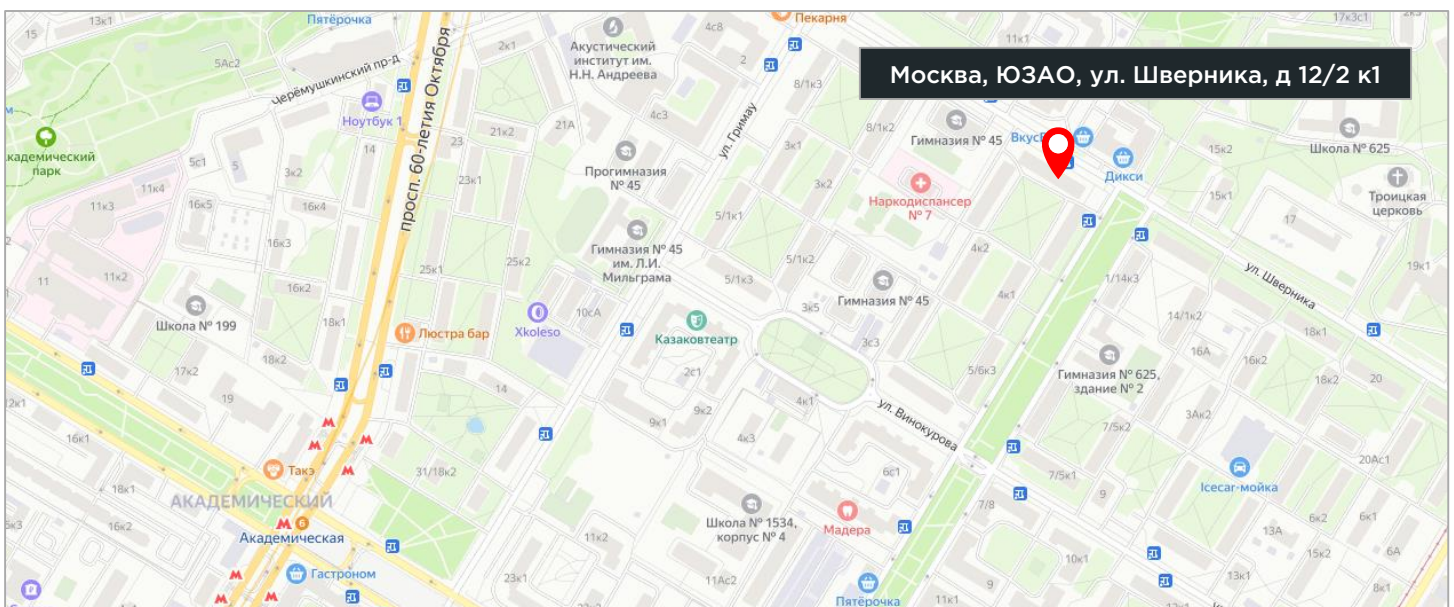 15
13к1
Пятёрочка
5Ас2
Черёмушкинский пр-д
просп. 60-летия Октября
2к1
Акустический
институт им.
Н.Н. Андреева
4с8
2
Пекарня
11к1
17к3с1
Москва, ЮЗАО, ул. Шверника, д 12/2 к1
8/1к3
Ноутбук 1
14
23
21к2
21А
4с3
ул. Гримау
3к1
8/1к2
Гимназия № 45
Дикси
15к2
Школа № 625
парк
5с1
5
3к2
23к1
Прогимназия
№ 45
3к2
Наркодиспансер
№ 7
15к1
Троицкая
церковь
11к4
11к3
16к5
16к4
5/1к1
17
16к3
Гимназия № 45
им. Л.И.
Мильграма
5/1к2
4к2
ул. Шверника
19к1
11
11к2
16к2
25к1
25к2
5/1к3
Гимназия № 45
4к1
1/14к3
Школа № 199
18к1
Люстра бар
Xkoleso
10сА
Казаковтеатр
3к5
3с3
14/1к2
18к1
18к2
17к2
2с1
16А
16к2
5/6к3
Гимназия № 625,
здание № 2
18к2
20
19
14
4к1
9к2
9к1
ул. Винокурова
3Ак2
7/5к2
16к1
4к3
Такэ
31/18к2
6с1
7/5к1
20Ас1
18к1
АКАДЕМИЧЕСКИЙ
9
Icecar-мойка
7/8
16к2
6
Академическая
11к2
Школа № 1534,
корпус № 4
Мадера
13А
6к2
6к1
15к2
6А
10к1
Гастроном
23к1
11Ас2
Пятёрочка
9
11к1
13к1
8к1